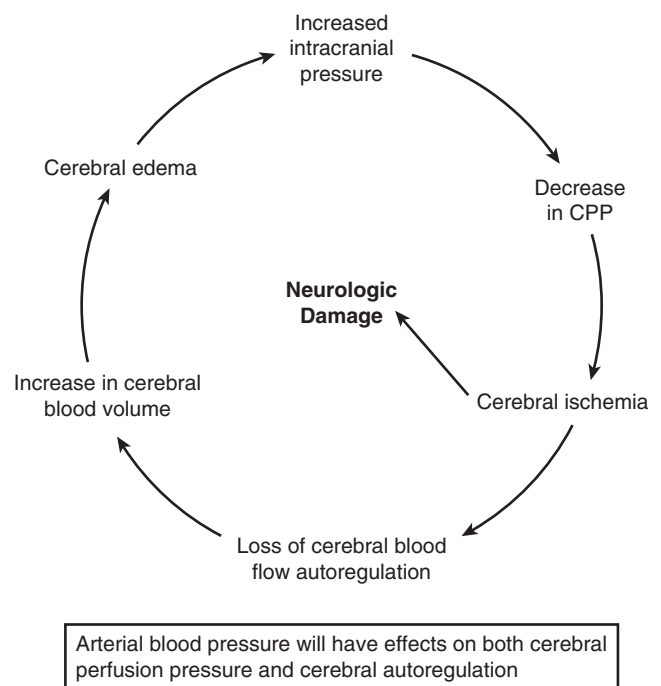 Increased
intracranial
pressure
Decrease
in CPP
Cerebral ischemia
Neurologic
Damage
Loss of cerebral blood
flow autoregulation
Increase in cerebral
blood volume
Cerebral edema
Arterial blood pressure will have effects on both cerebral
perfusion pressure and cerebral autoregulation